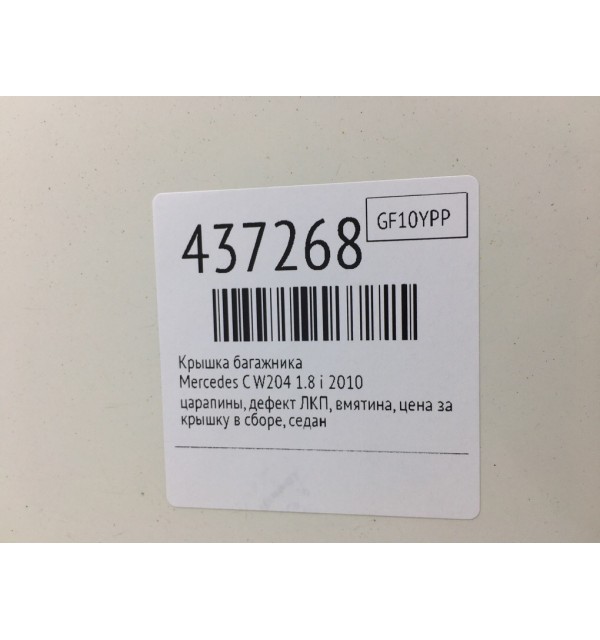 437268
GF10YPP
Крышка багажника
Mercedes C W204 1.8 i 2010
царапины, дефект ЛКП, вмятина, цена за
крышку в сборе, седан